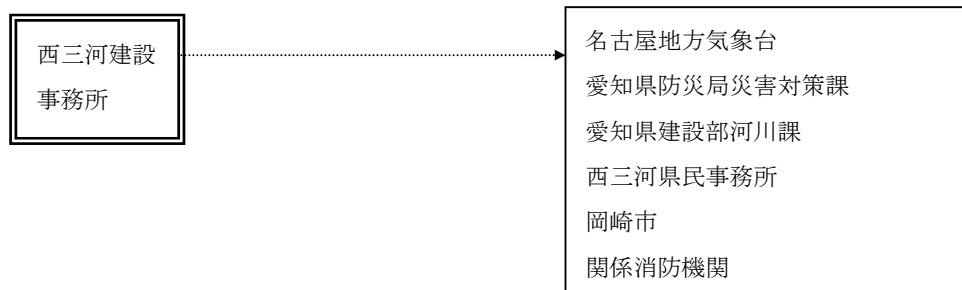 西三河建設
事務所
名古屋地方気象台
愛知県防災局災害対策課
愛知県建設部河川課
西三河県民事務所
岡崎市
関係消防機関